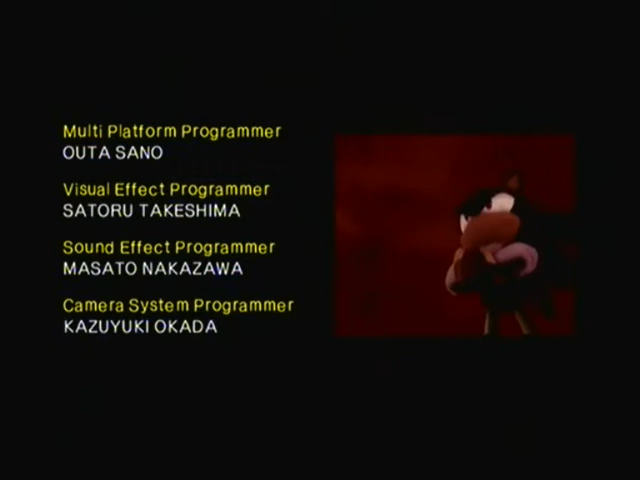 Multi Platform Programmer
OUTA SANO
Visual Effect Programmer
SATORU TAKESHIMA
Sound Effect Programmer
MASATO NAKAZAWA
Camera System Programmer
KAZUYUKI OKADA